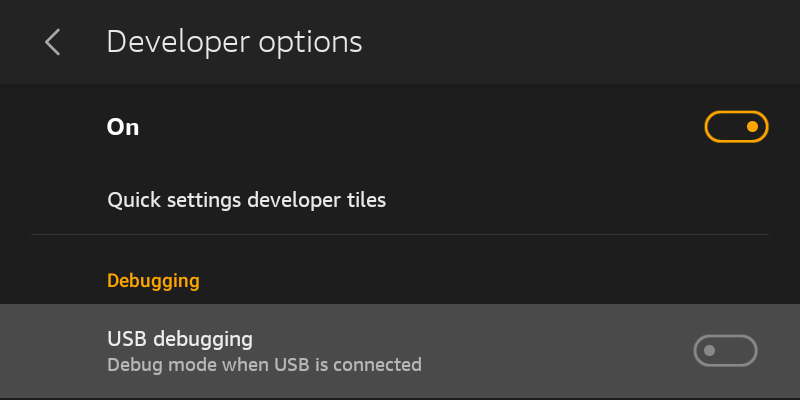 Developer options
On
Quick settings developer tiles
Debugging
USB debugging
Debug mode when USB is connected